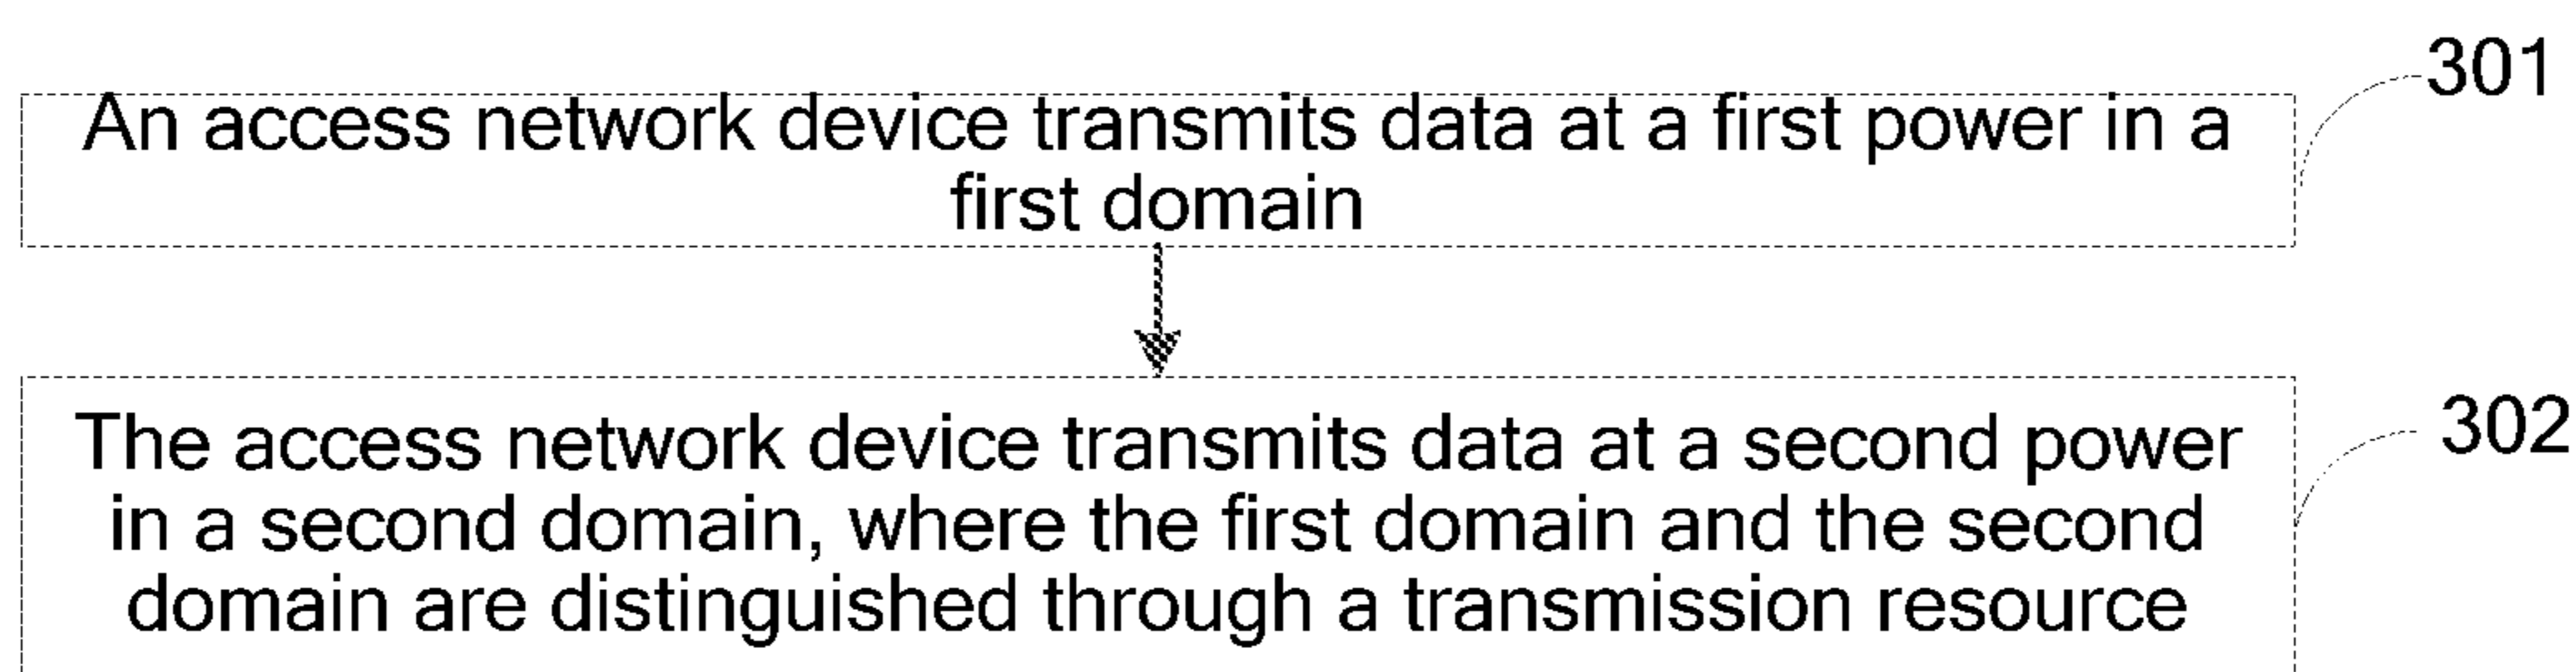 301
An access network device transmits data at a first power in a
first domain
302
The access network device transmits data at a second power
in a second domain, where the first domain and the second
domain are distinguished through a transmission resource